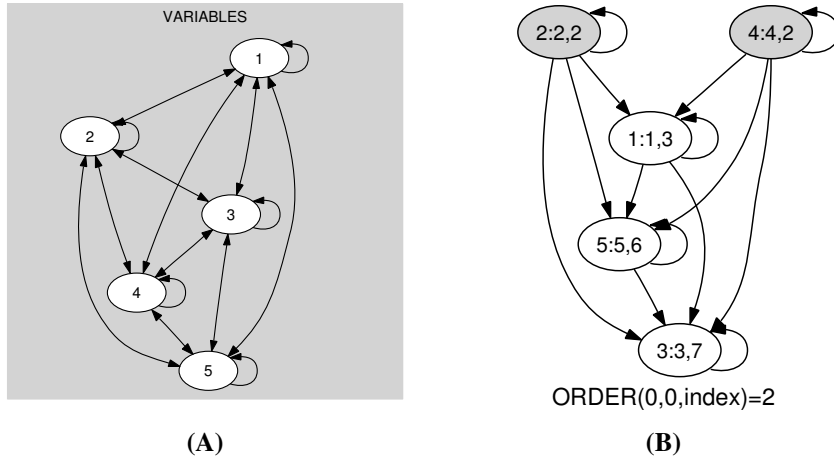 VARIABLES
1
2
3
4
5
(A)
2:2,2
4:4,2
1:1,3
5:5,6
3:3,7
ORDER(0,0,index)=2
(B)